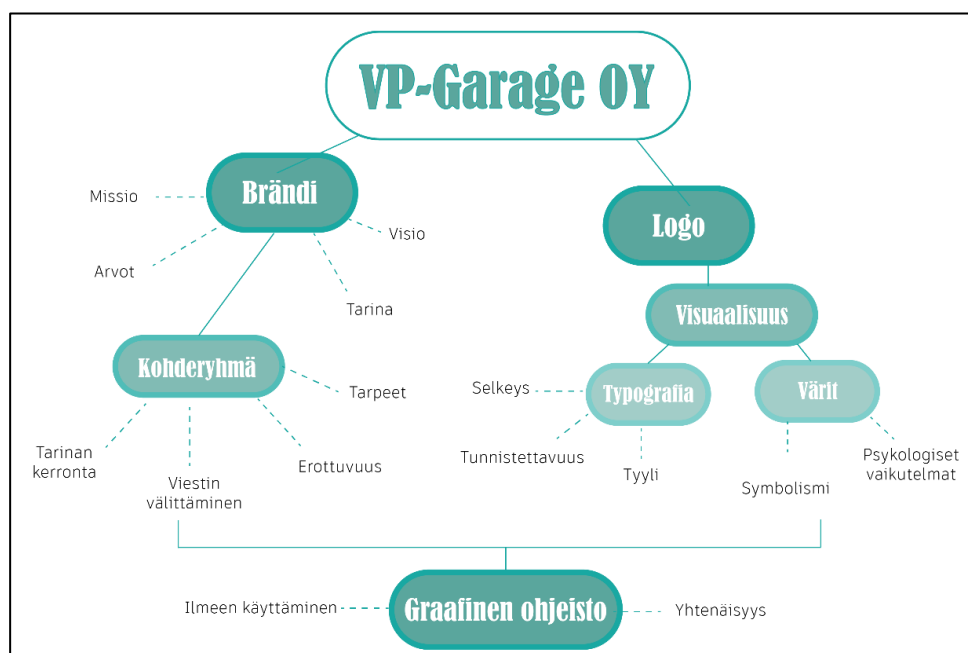 VP-Garage OY
Brändi
Missio
Visio
Arvot
Tarina
Logo
Visuaalisuus
Kohderyhmä
Tarpeet
Tarinan
kerronta
Viestin
välittäminen
Erottuvuus
Typografia
Värit
Selkeys
Tunnistettavuus
Tyyli
Symbolismi
Psykologiset
vaikutelmat
Graafinen ohjeisto
Ilmeen käyttäminen
Yhtenäisyys